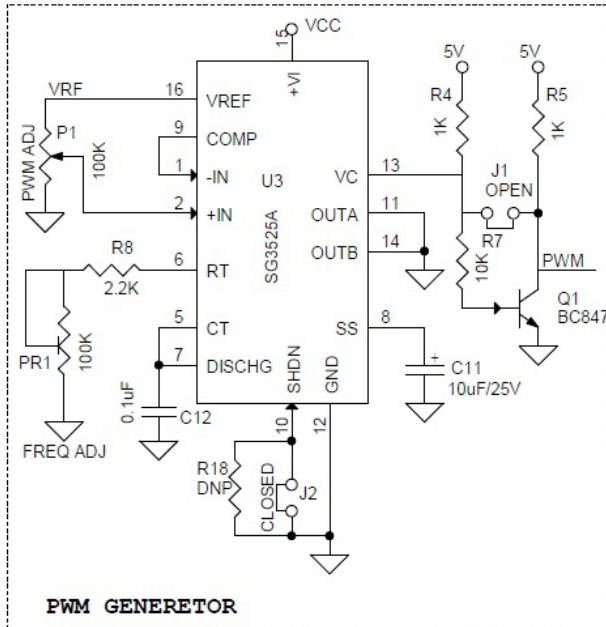 15
VCC
5V
5V
+VI
VRF
16
VREF
R4
1K
R5
1K
PWM ADJ
P1
100K
9
COMP
1
-IN
2
+IN
U3
SG3525A
VC
13
J1
OPEN
OUTA
11
OUTB
14
R7
10K
PWM
Q1
BC847
R8
2.2K
6
RT
5
CT
7
DISCHG
SS
8
PR1
100K
FREQ ADJ
0.1uF
C12
SHDN
GND
10
12
+
C11
10uF/25V
R18
DNP
CLOSED
J2
PWM GENERETOR